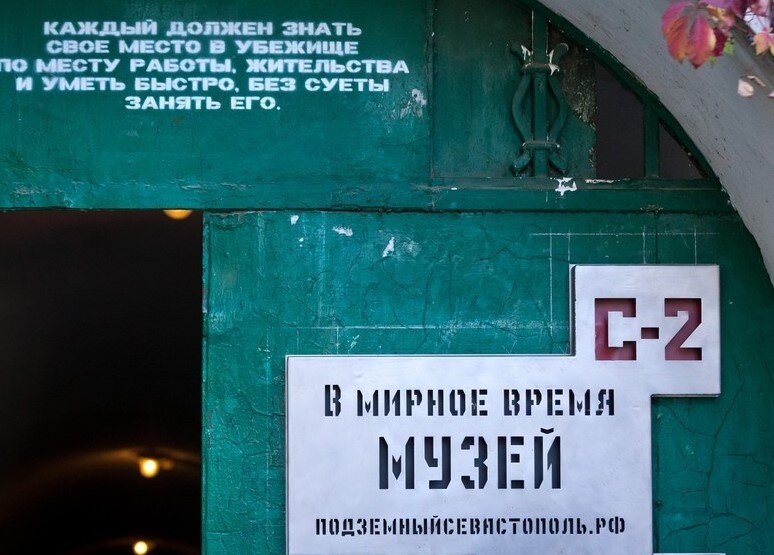 КАЖДЫЙ ДОЛЖЕН ЗНАТЬ
СВОЕ МЕСТО В УБЕЖИЩЕ
ПО МЕСТУ РАБОТЫ, ЖИТЕЛЬСТВА
И УМЕТЬ БЫСТРО, БЕЗ СУЕТЫ
ЗАНЯТЬ ЕГО.
С-2
В МИРНОЕ ВРЕМЯ
МУЗЕЙ
ПОДЗЕМНЫЙСЕВАСТОПОЛЬ.РФ